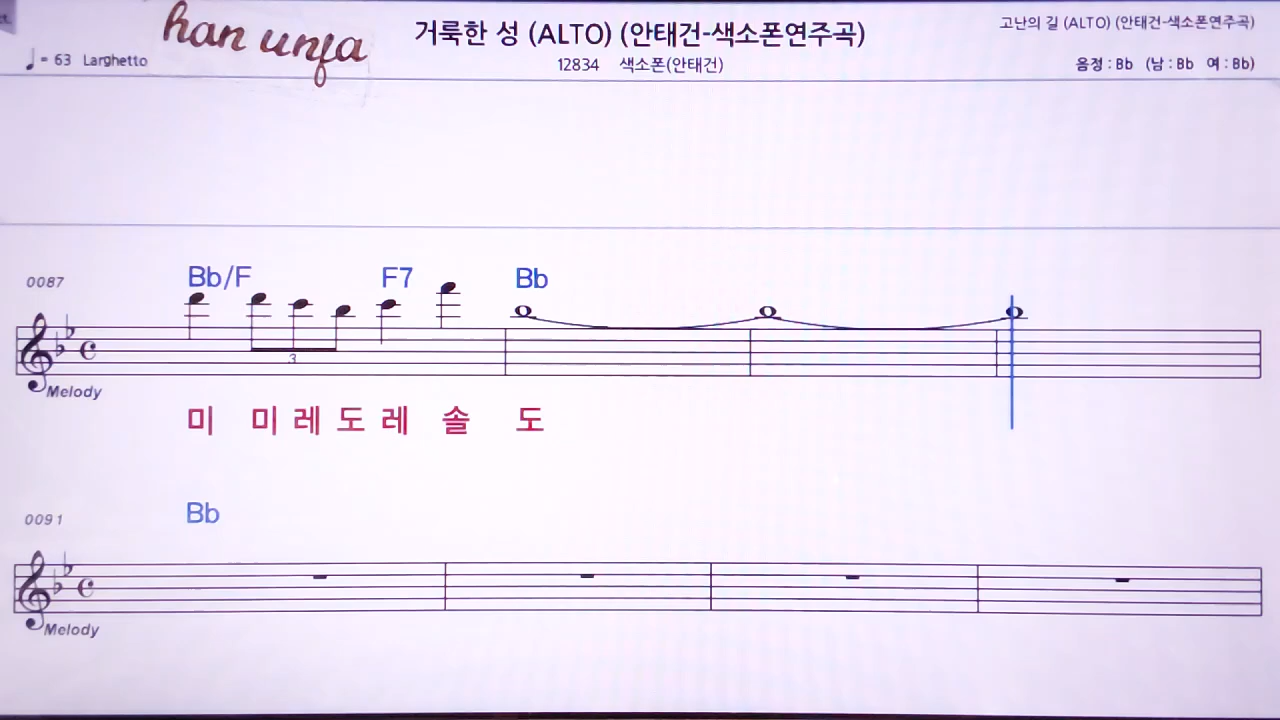 han unja
거룩한 성 (ALTO) (안태건-색소폰연주곡)
고난의 길 (ALTO) (안태건-색소폰연주곡)
♩= 63 Larghetto
12834 색소폰(안태건)
음정 : Bb (남 : Bb 여 : Bb)
0087 Bb/F F7 Bb
3
Melody
미 미 레 도 레 솔 도
0091 Bb
Melody